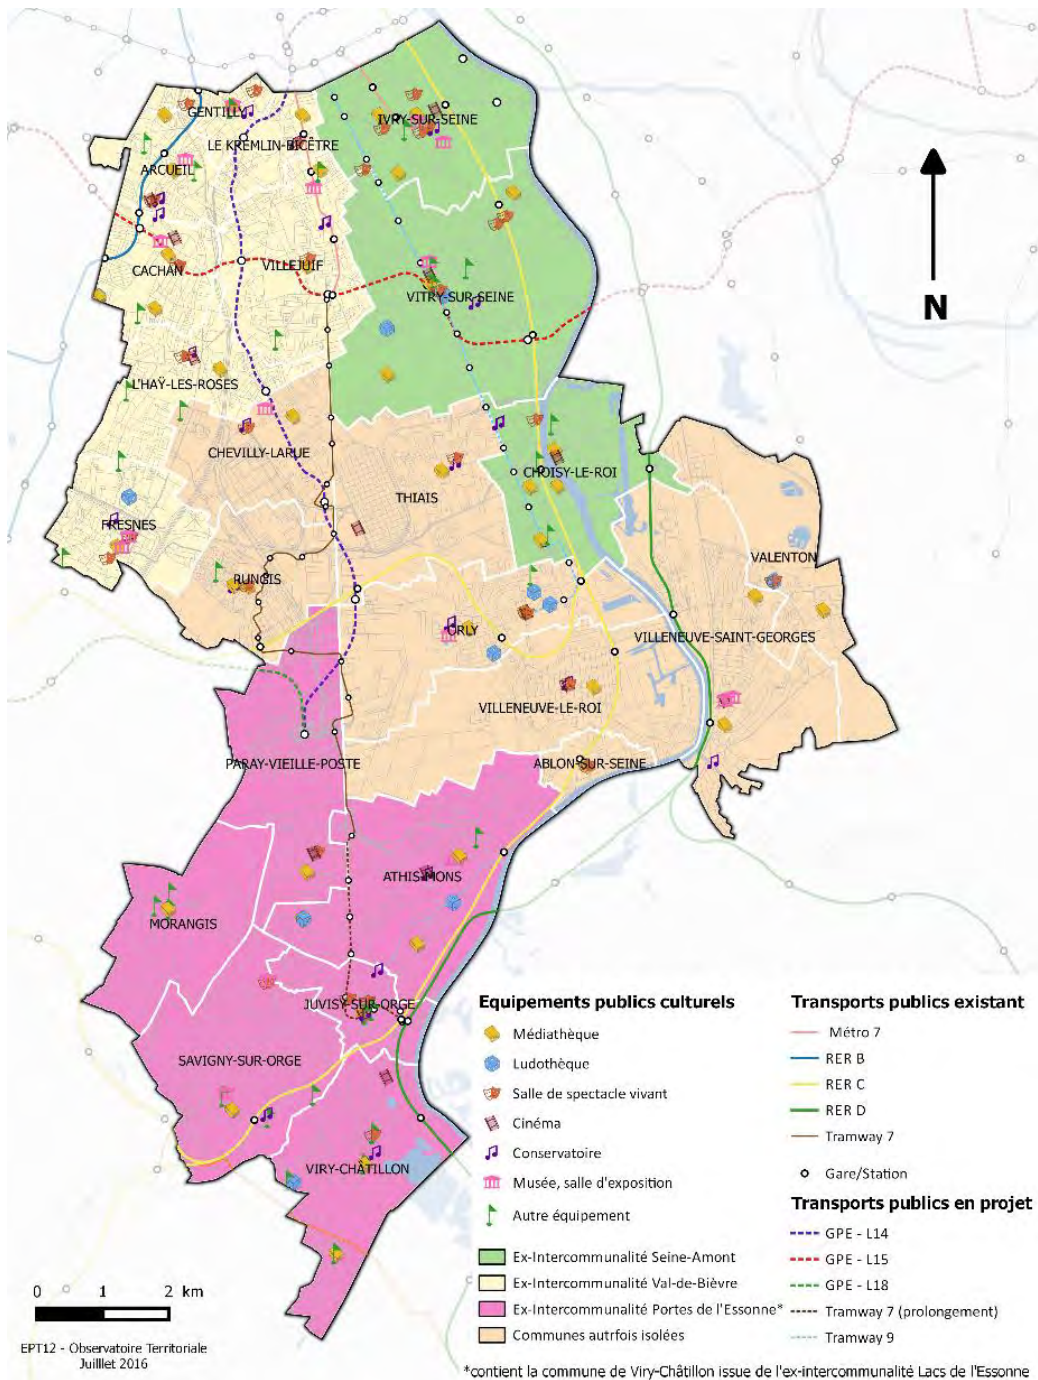 GENTILLY
IVRY-SUR-SEINE
LE KREMLIN-BICÊTRE
ARCUEIL
CACHAN
VILLEJUIF
VITRY-SUR-SEINE
N
L'HAŸ-LES-ROSES
CHEVILLY-LARUE
CHOISY-LE-ROI
THIAIS
FRESNES
VALENTON
RUNGIS
ORLY
VILLENEUVE-SAINT-GEORGES
VILLENEUVE-LE-ROI
PARAY-VIEILLE-POSTE
ABLON-SUR-SEINE
ATHIS-MONS
MORANGIS
JUVISY-SUR-ORGE
SAVIGNY-SUR-ORGE
VIRY-CHÂTILLON
Equipements publics culturels
Médiathèque
Ludothèque
Salle de spectacle vivant
Cinéma
Conservatoire
Musée, salle d'exposition
Autre équipement
Ex-Intercommunalité Seine-Amont
Ex-Intercommunalité Val-de-Bièvre
Ex-Intercommunalité Portes de l'Essonne*
Communes autrfois isolées
Transports publics existant
Métro 7
RER B
RER C
RER D
Tramway 7
Gare/Station
Transports publics en projet
GPE - L14
GPE - L15
GPE - L18
Tramway 7 (prolongement)
Tramway 9
0 1 2 km
EPT12 - Observatoire Territoriale
Juilllet 2016
*contient la commune de Viry-Châtillon issue de l'ex-intercommunalité Lacs de l'Essonne